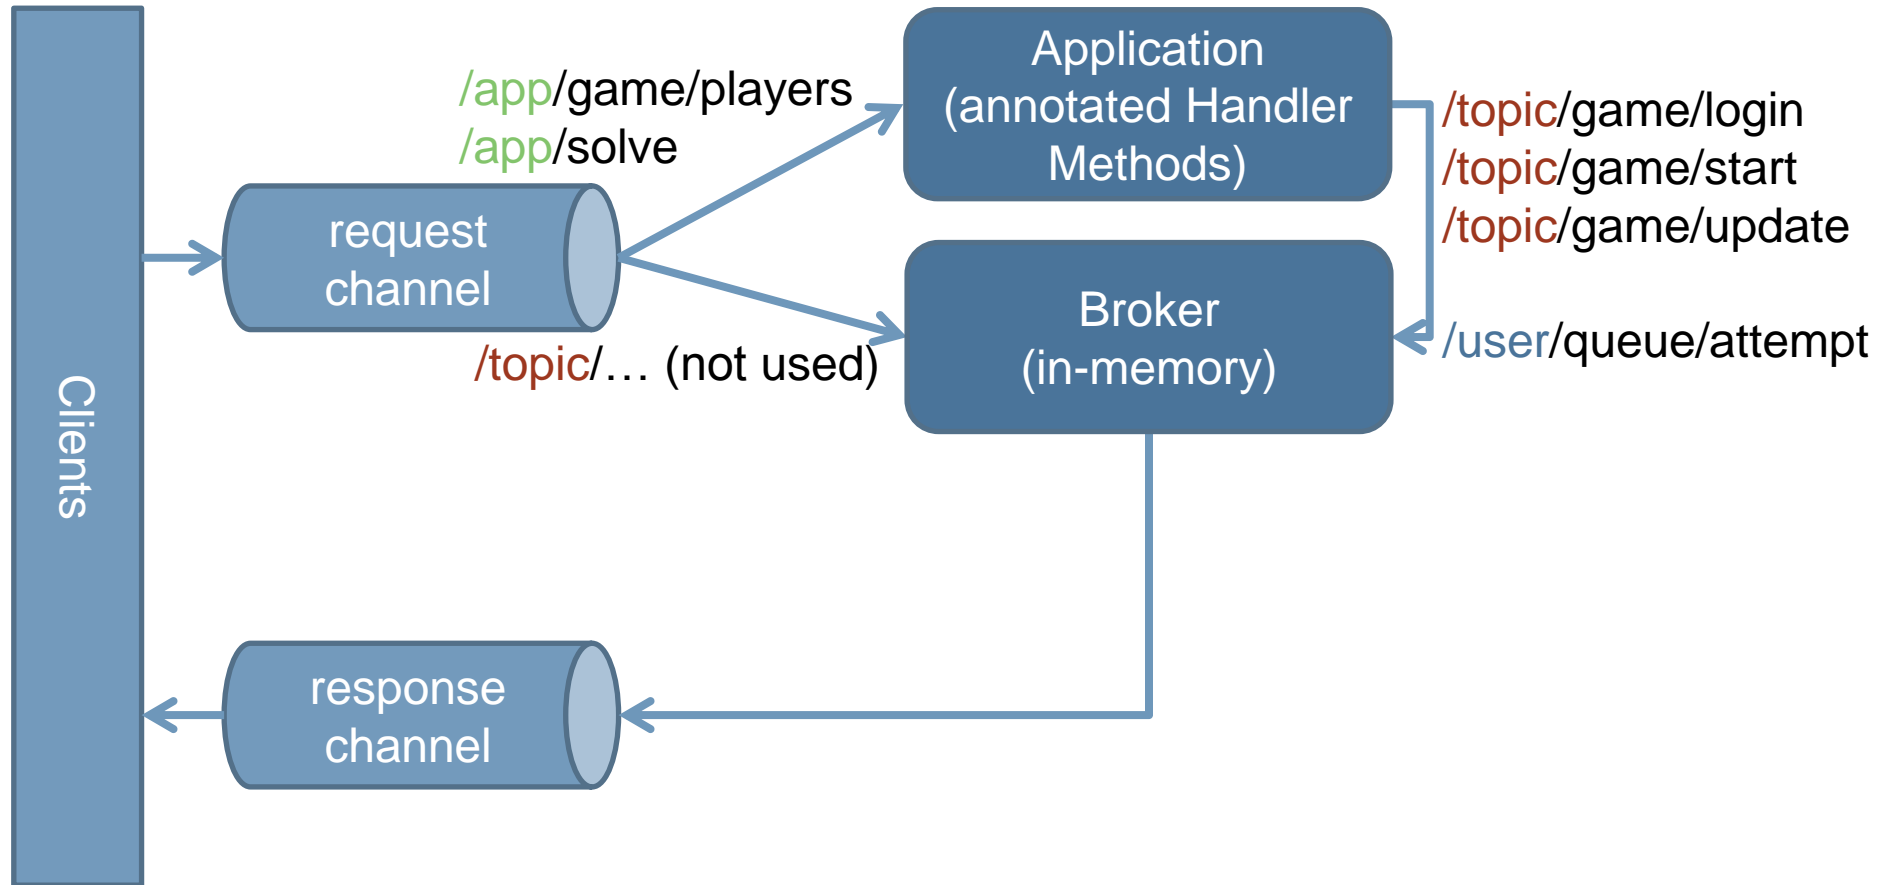 Clients
/app/game/players
/app/solve
request
channel
/topic/… (not used)
Application
(annotated Handler
Methods)
/topic/game/login
/topic/game/start
/topic/game/update
Broker
(in-memory)
/user/queue/attempt
response
channel